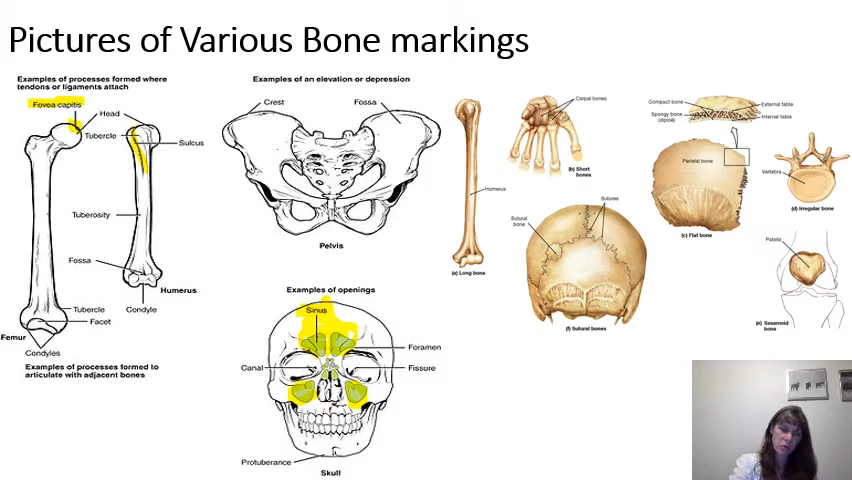 Pictures of Various Bone markings
Examples of processes formed where
tendons or ligaments attach
Fovea capitis
Head
Tubercle
Sulcus
Tuberosity
Fossa
Humerus
Condyle
Tubercle
Facet
Femur
Condyles
Examples of processes formed to
articulate with adjacent bones
Examples of an elevation or depression
Crest
Fossa
Pelvis
Examples of openings
Sinus
Foramen
Canal
Fissure
Protuberance
Skull
Humerus
(a) Long bone
Carpal bones
(b) Short
bones
Compact bone
Spongy bone
(diploë)
External table
Internal table
Parietal bone
(c) Flat bone
Vertebra
(d) Irregular bone
Patella
(e) Sesamoid
bone
Sutures
Sutural
bone
(f) Sutural bones